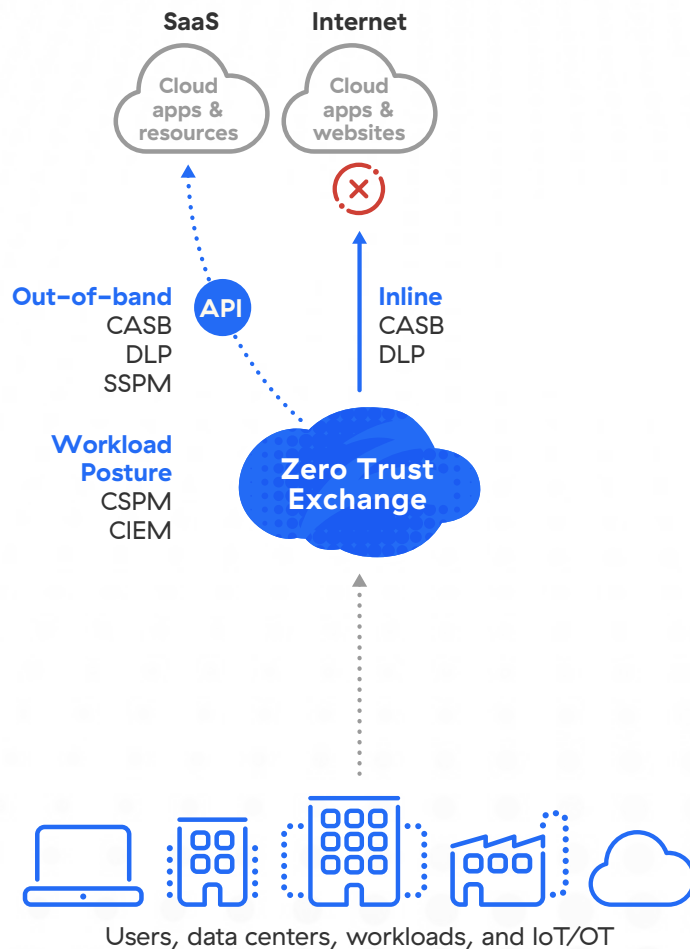 SaaS
Internet
Cloud
apps &
resources
Cloud
apps &
websites
Out-of-band
CASB
DLP
SSPM
API
Inline
CASB
DLP
Workload
Posture
CSPM
CIEM
Zero Trust
Exchange
Users, data centers, workloads, and IoT/OT